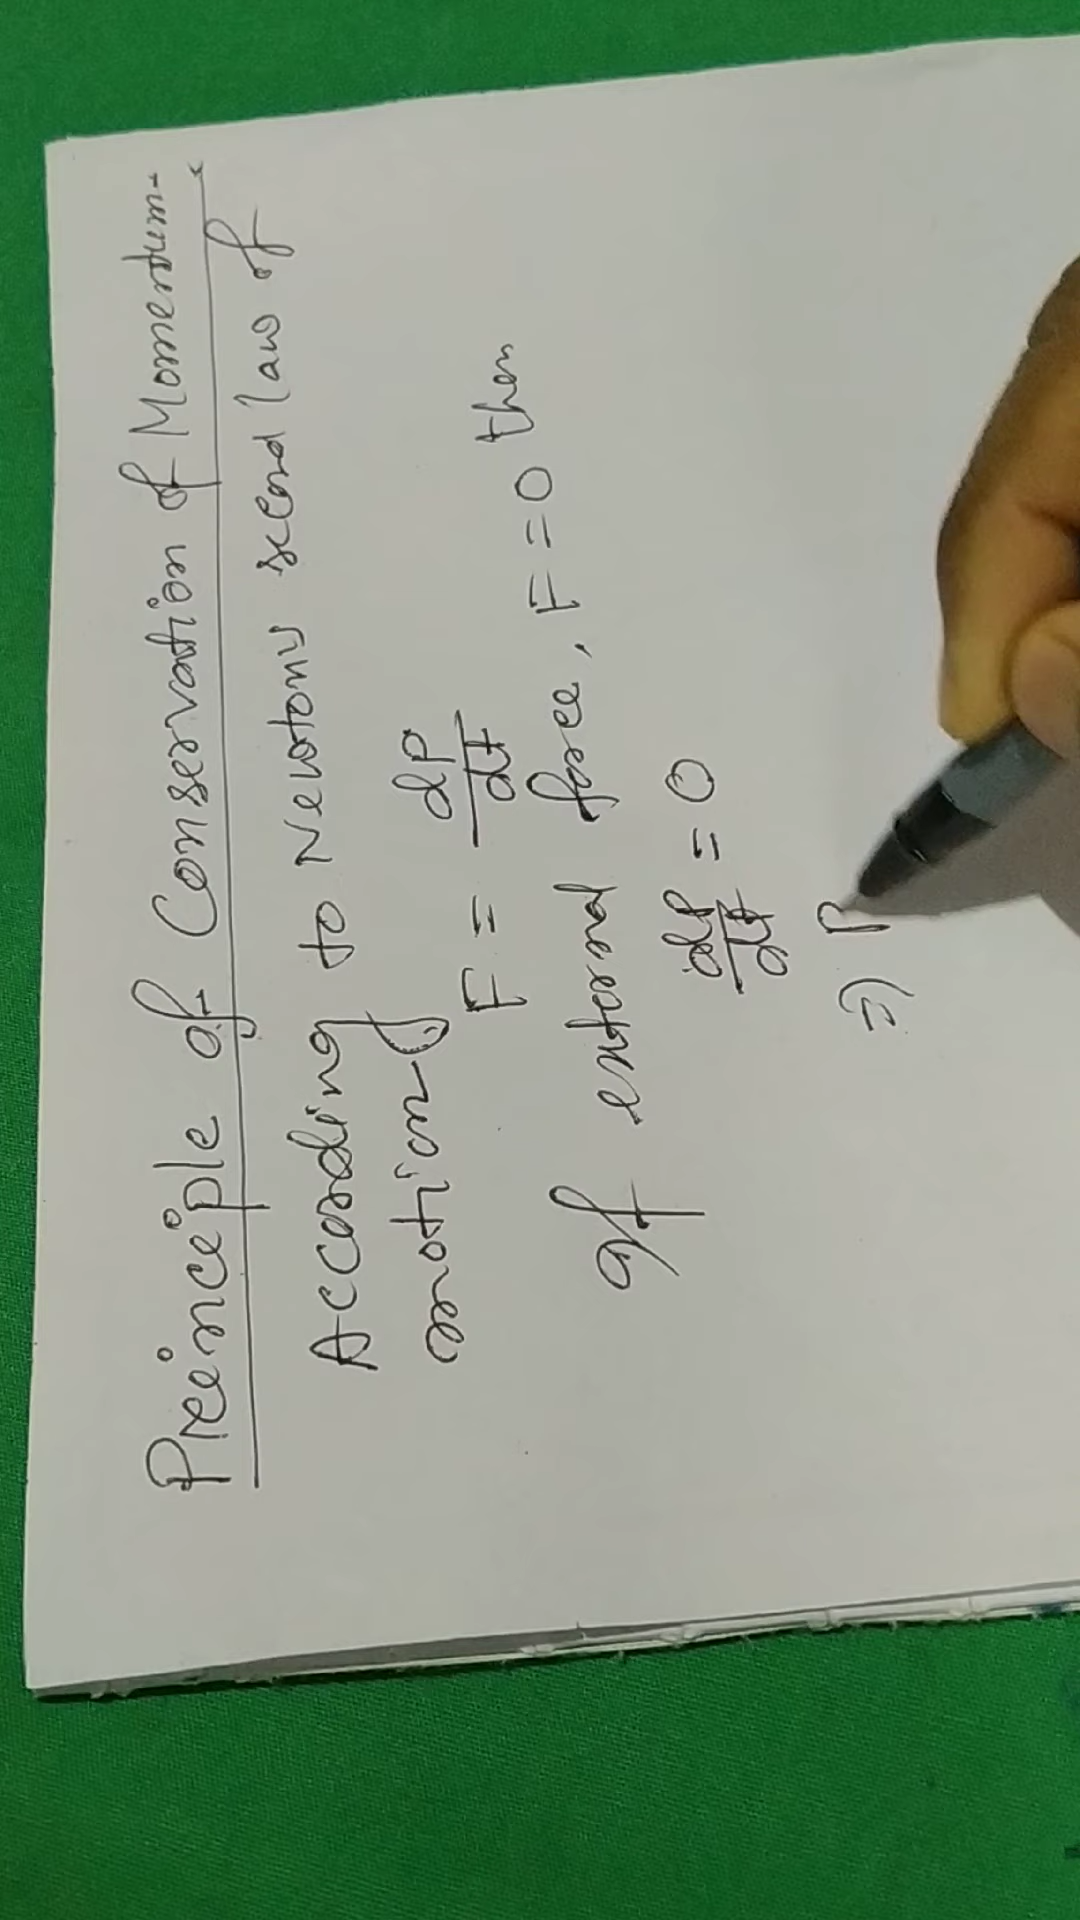 Preinciple of Conservation of Momentum.
According to Newtons second law of
motion,
F = dp/dt
If external force, F = 0 then
dp/dt = 0
=) P